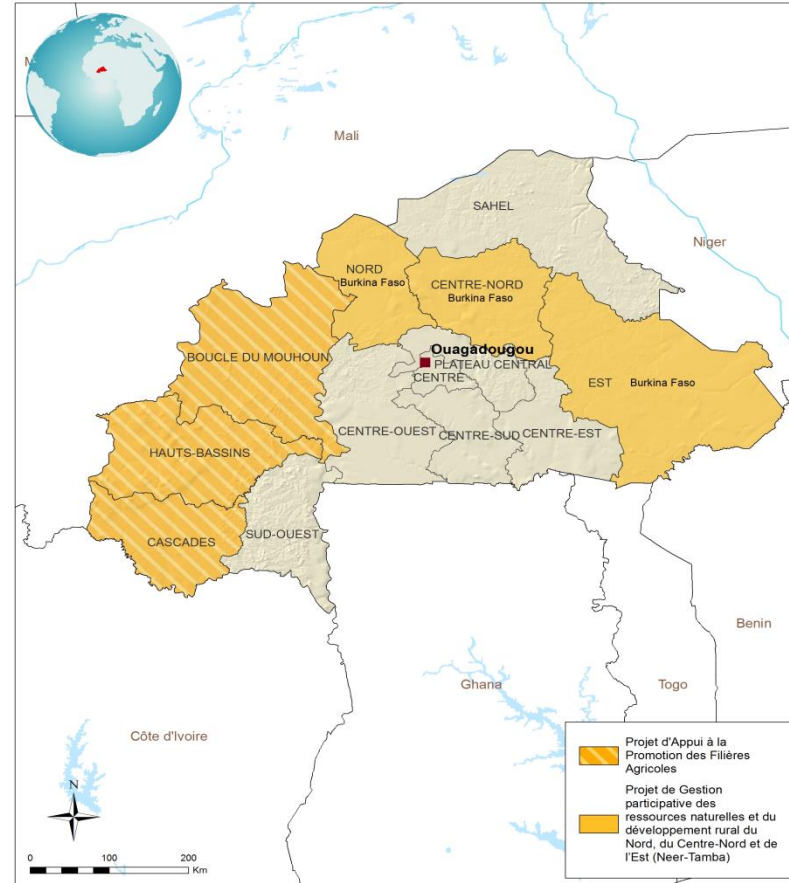 M
Mali
SAHEL
Niger
NORD
Burkina Faso
CENTRE-NORD
Burkina Faso
Ouagadougou
BOUCLE DU MOUHOUN
PLATEAU CENTRAL
CENTRE
EST
Burkina Faso
CENTRE-OUEST
CENTRE-SUD
CENTRE-EST
HAUTS-BASSINS
CASCADES
SUD-OUEST
Benin
Ghana
Togo
Côte d'Ivoire
N
0 100 200
Km
Projet d'Appui à la
Promotion des Filières
Agricoles
Projet de Gestion
participative des
ressources naturelles et du
développement rural du
Nord, du Centre-Nord et de
l'Est (Neer-Tamba)